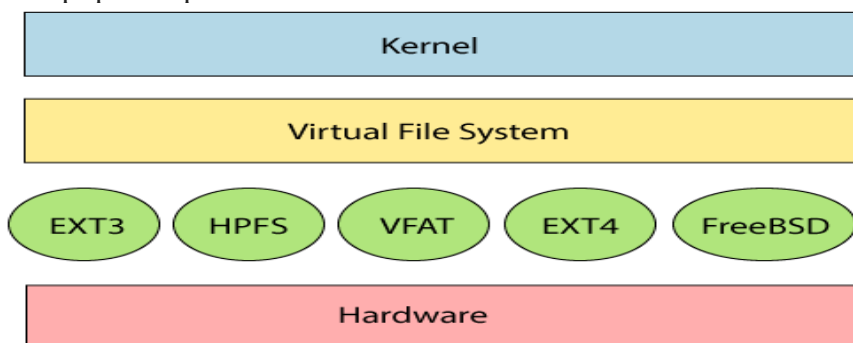 Kernel
Virtual File System
EXT3 HPFS VFAT EXT4 FreeBSD
Hardware